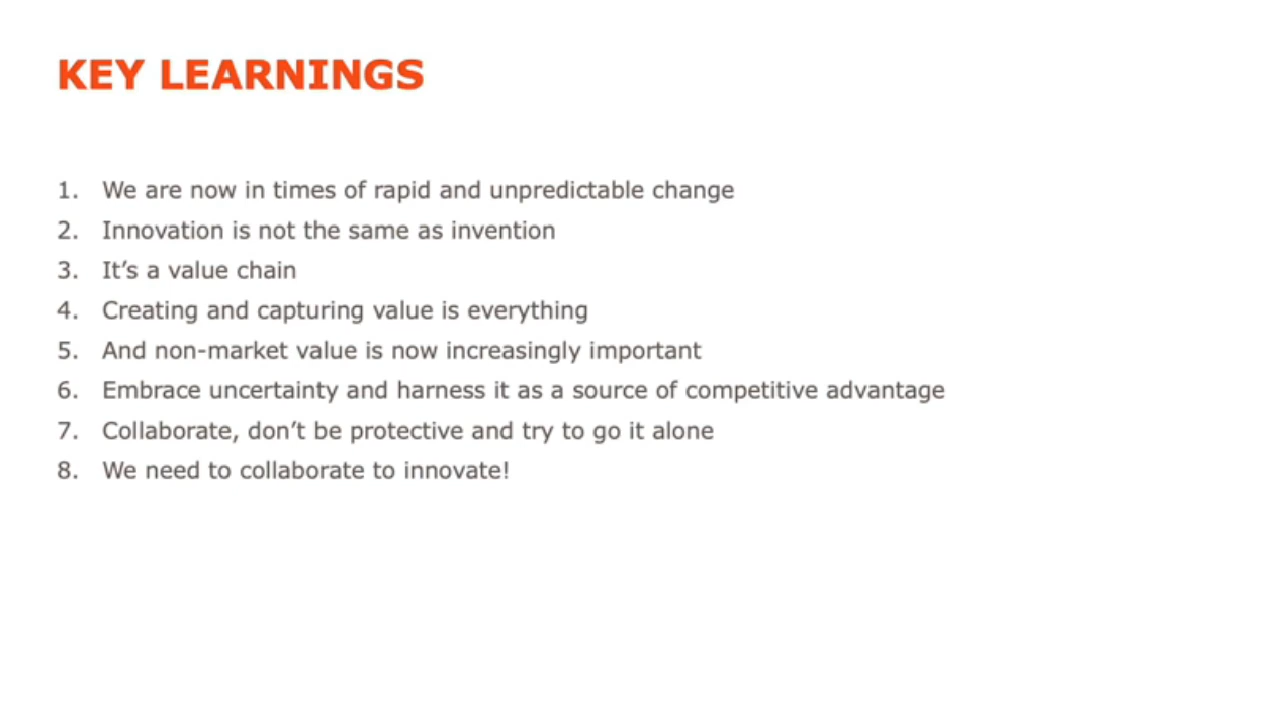 KEY LEARNINGS
1. We are now in times of rapid and unpredictable change
2. Innovation is not the same as invention
3. It’s a value chain
4. Creating and capturing value is everything
5. And non-market value is now increasingly important
6. Embrace uncertainty and harness it as a source of competitive advantage
7. Collaborate, don’t be protective and try to go it alone
8. We need to collaborate to innovate!